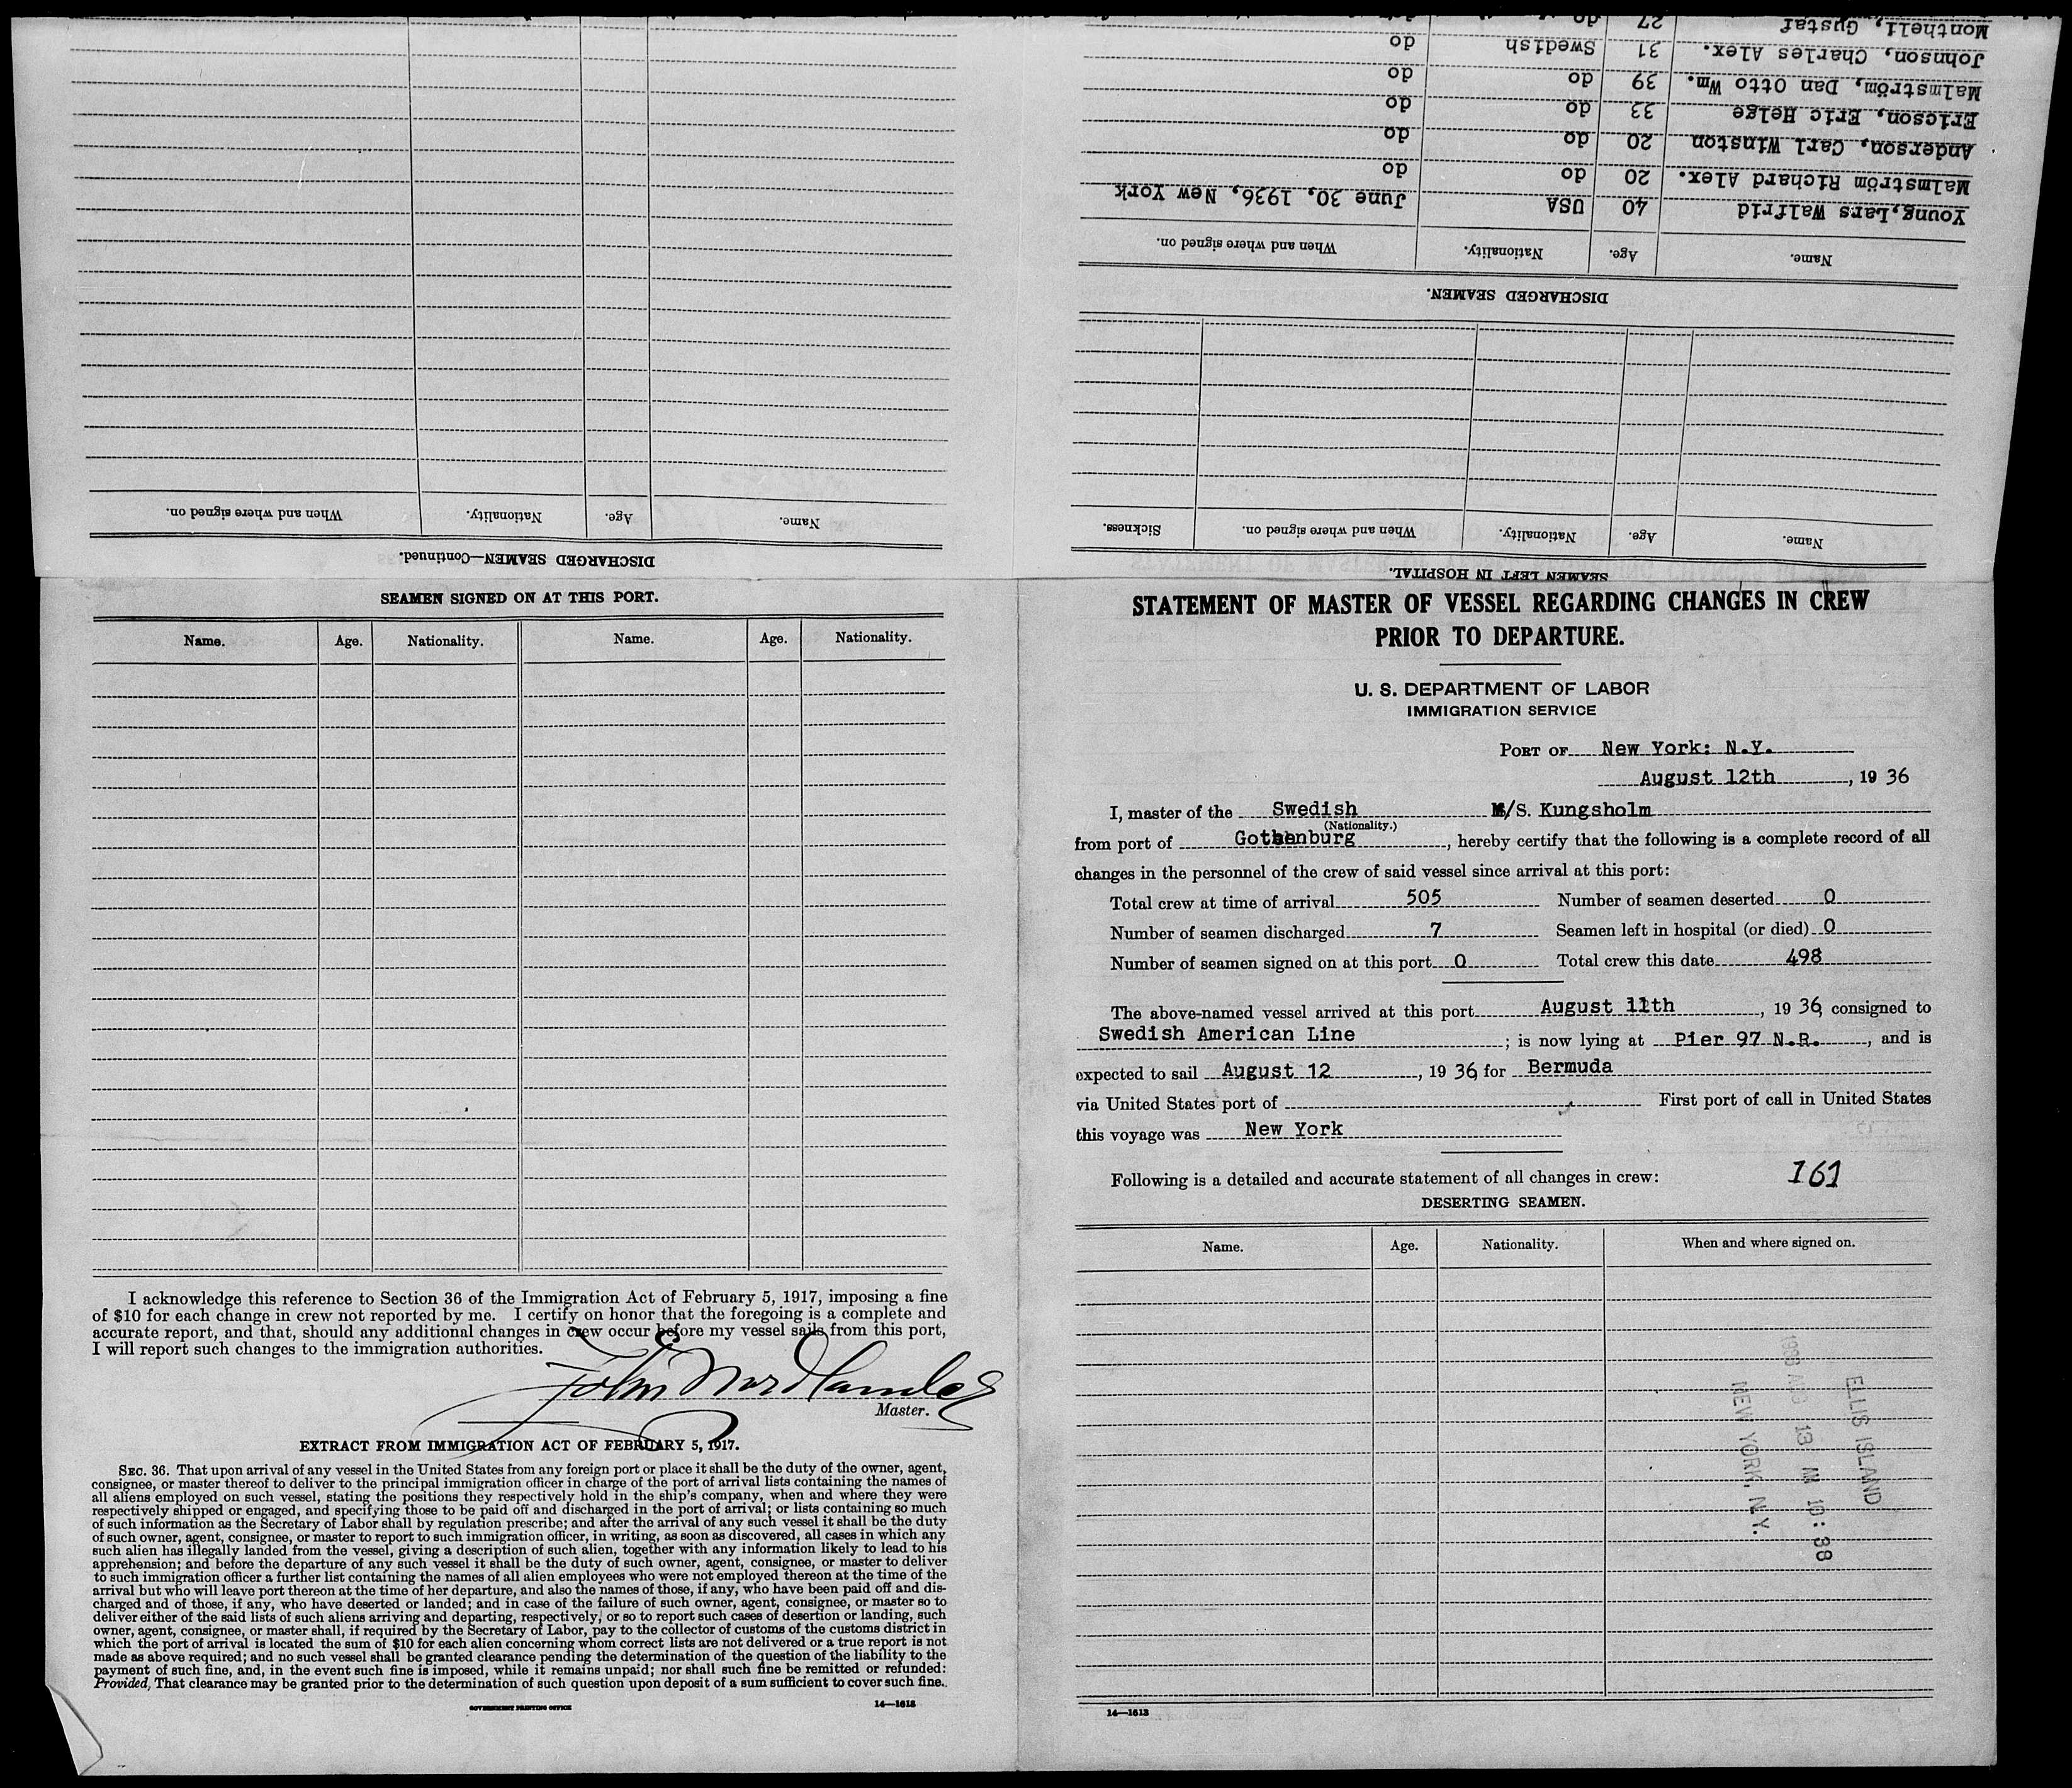 DISCHARGED SEAMEN—Continued.
Name. Age. Nationality. When and where signed on.
SEAMEN LEFT IN HOSPITAL.
Name. Age. Nationality. When and where signed on. Sickness.
DISCHARGED SEAMEN.
Name. Age. Nationality. When and where signed on.
Young,Lars Walfrid 40 USA June 30, 1936, New York
Malmström Richard Alex. 20 do do
Anderson, Carl Winston 20 do do
Ericson, Eric Helge 33 do do
Malmström, Dan Otto Wm. 39 do do
Johnson, Charles Alex. 31 Swedish do
Gustaf 27 do
SEAMEN SIGNED ON AT THIS PORT.
Name. Age. Nationality. Name. Age. Nationality.
I acknowledge this reference to Section 36 of the Immigration Act of February 5, 1917, imposing a fine
of $10 for each change in crew not reported by me. I certify on honor that the foregoing is a complete and
accurate report, and that, should any additional changes in crew occur before my vessel sails from this port,
I will report such changes to the immigration authorities.
John Nordlander
Master.
EXTRACT FROM IMMIGRATION ACT OF FEBRUARY 5, 1917.
SEC. 36. That upon arrival of any vessel in the United States from any foreign port or place it shall be the duty of the owner, agent,
consignee, or master thereof to deliver to the principal immigration officer in charge of the port of arrival lists containing the names of
all aliens employed on such vessel, stating the positions they respectively hold in the ship's company, when and where they were
respectively shipped or engaged, and specifying those to be paid off and discharged in the port of arrival; or lists containing so much
of such information as the Secretary of Labor shall by regulation prescribe; and after the arrival of any such vessel it shall be the duty
of such owner, agent, consignee, or master to report to such immigration officer, in writing, as soon as discovered, all cases in which any
such alien has illegally landed from the vessel, giving a description of such alien, together with any information likely to lead to his
apprehension; and before the departure of any such vessel it shall be the duty of such owner, agent, consignee, or master to deliver
to such immigration officer a further list containing the names of all alien employees who were not employed thereon at the time of the
arrival but who will leave port thereon at the time of her departure, and also the names of those, if any, who have been paid off and dis-
charged and of those, if any, who have deserted or landed; and in case of the failure of such owner, agent, consignee, or master so to
deliver either of the said lists of such aliens arriving and departing, respectively, or so to report such cases of desertion or landing, such
owner, agent, consignee, or master shall, if required by the Secretary of Labor, pay to the collector of customs of the customs district in
which the port of arrival is located the sum of $10 for each alien concerning whom correct lists are not delivered or a true report is not
made as above required; and no such vessel shall be granted clearance pending the determination of the question of the liability to the
payment of such fine, and, in the event such fine is imposed, while it remains unpaid; nor shall such fine be remitted or refunded:
Provided, That clearance may be granted prior to the determination of such question upon deposit of a sum sufficient to cover such fine.
GOVERNMENT PRINTING OFFICE 14—1613
STATEMENT OF MASTER OF VESSEL REGARDING CHANGES IN CREW
PRIOR TO DEPARTURE.
U. S. DEPARTMENT OF LABOR
IMMIGRATION SERVICE
PORT OF New York: N.Y.
August 12th, 19 36
I, master of the Swedish M/S. Kungsholm
(Nationality.)
from port of Gothenburg, hereby certify that the following is a complete record of all
changes in the personnel of the crew of said vessel since arrival at this port:
Total crew at time of arrival 505 Number of seamen deserted 0
Number of seamen discharged 7 Seamen left in hospital (or died) 0
Number of seamen signed on at this port 0 Total crew this date 498
The above-named vessel arrived at this port August 11th, 19 36, consigned to
Swedish American Line; is now lying at Pier 97 N.R., and is
expected to sail August 12, 19 36, for Bermuda
via United States port of First port of call in United States
this voyage was New York
Following is a detailed and accurate statement of all changes in crew: 161
DESERTING SEAMEN.
Name. Age. Nationality. When and where signed on.
ELLIS ISLAND
13 10:38
NEW YORK, N.Y.
14—1613